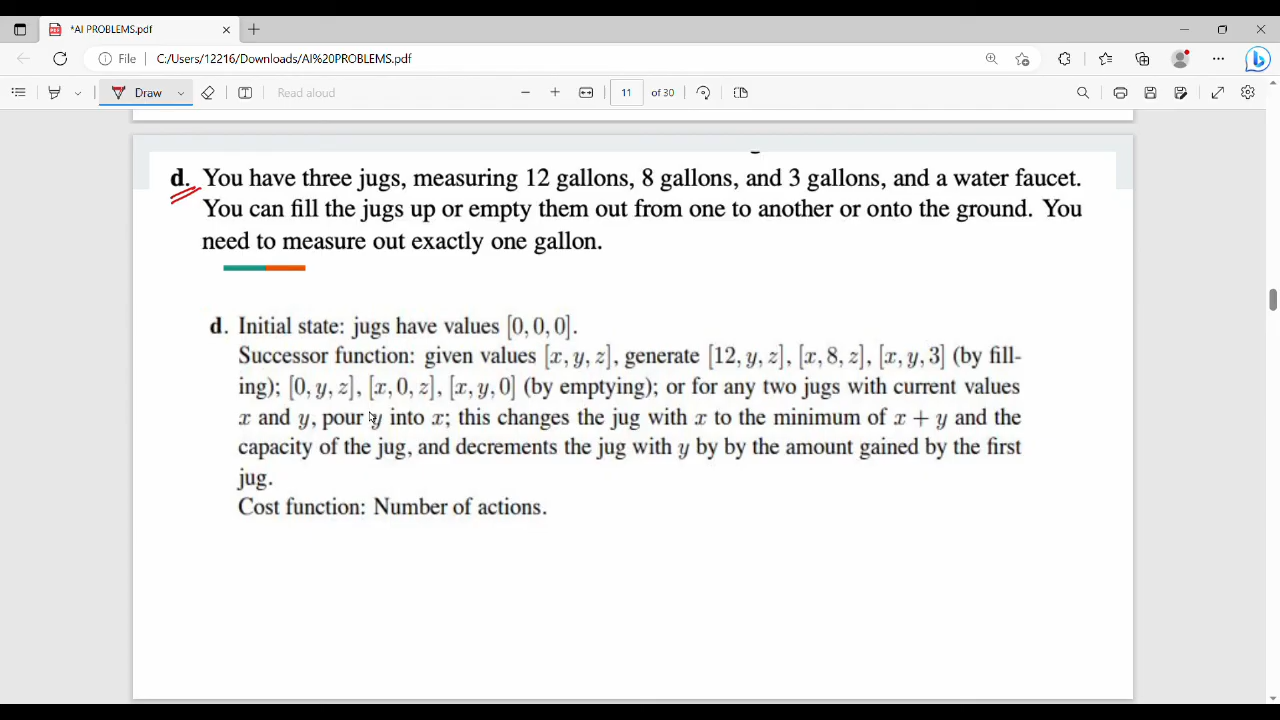 *AI PROBLEMS.pdf
File
C:/Users/12216/Downloads/AI%20PROBLEMS.pdf
Draw
Read aloud
11 of 30
d. You have three jugs, measuring 12 gallons, 8 gallons, and 3 gallons, and a water faucet.
You can fill the jugs up or empty them out from one to another or onto the ground. You
need to measure out exactly one gallon.
d. Initial state: jugs have values [0, 0, 0].
Successor function: given values [x, y, z], generate [12, y, z], [x, 8, z], [x, y, 3] (by fill-
ing); [0, y, z], [x, 0, z], [x, y, 0] (by emptying); or for any two jugs with current values
x and y, pour y into x; this changes the jug with x to the minimum of x + y and the
capacity of the jug, and decrements the jug with y by by the amount gained by the first
jug.
Cost function: Number of actions.